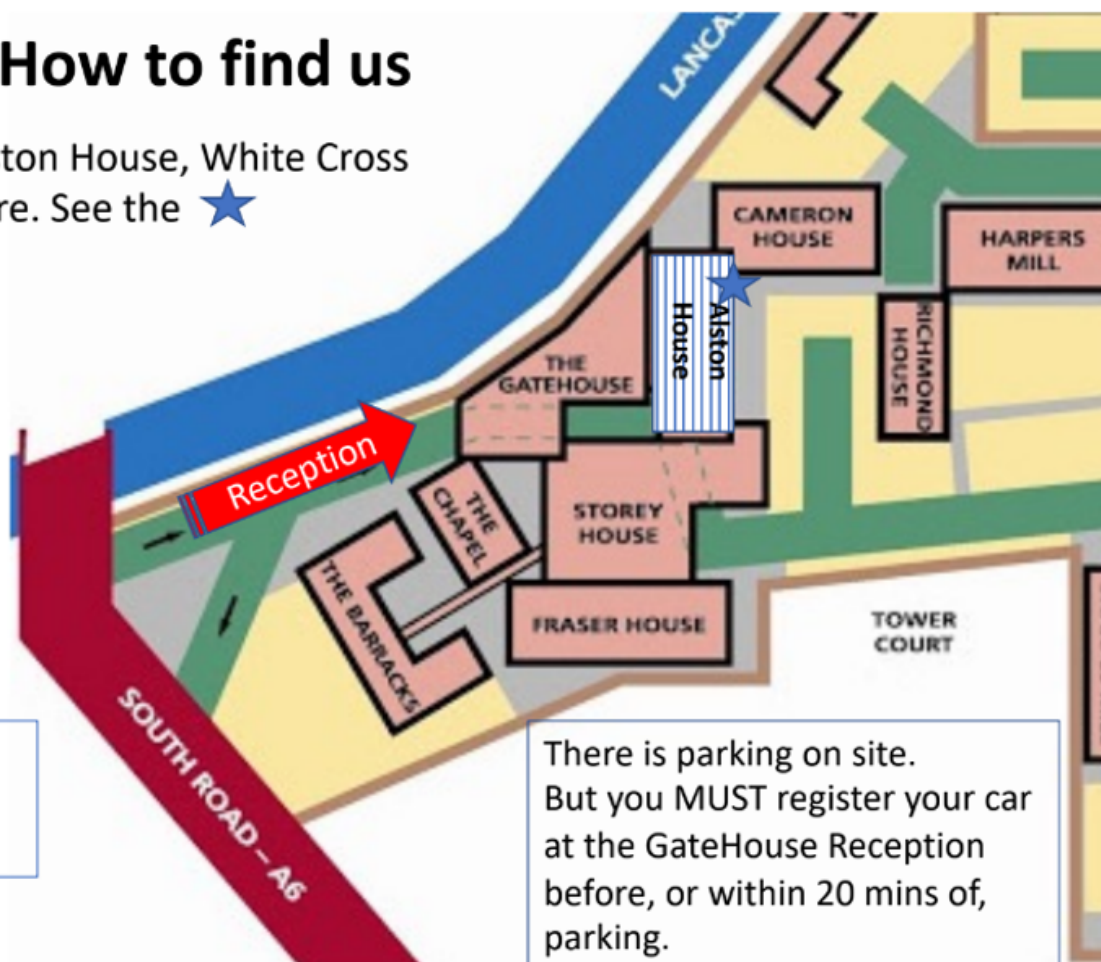 How to find us
ton House, White Cross
re. See the
LANCAS
CAMERON
HOUSE
HARPERS
MILL
Alston
House
RICHMOND
HOUSE
THE
GATEHOUSE
Reception
THE
CHAPEL
STOREY
HOUSE
THE BARRACKS
FRASER HOUSE
TOWER
COURT
SOUTH ROAD – A6
There is parking on site.
But you MUST register your car
at the GateHouse Reception
before, or within 20 mins of,
parking.